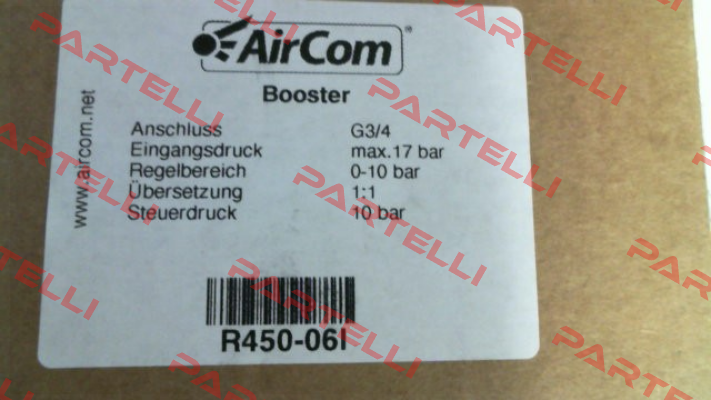 AirCom®
Booster
www.aircom.net
Anschluss G3/4
Eingangsdruck max.17 bar
Regelbereich 0-10 bar
Übersetzung 1:1
Steuerdruck 10 bar
R450-06I
PARTELLI
PARTELLI
PARTELLI
PARTELLI
PARTELLI
PARTELLI
PARTELLI